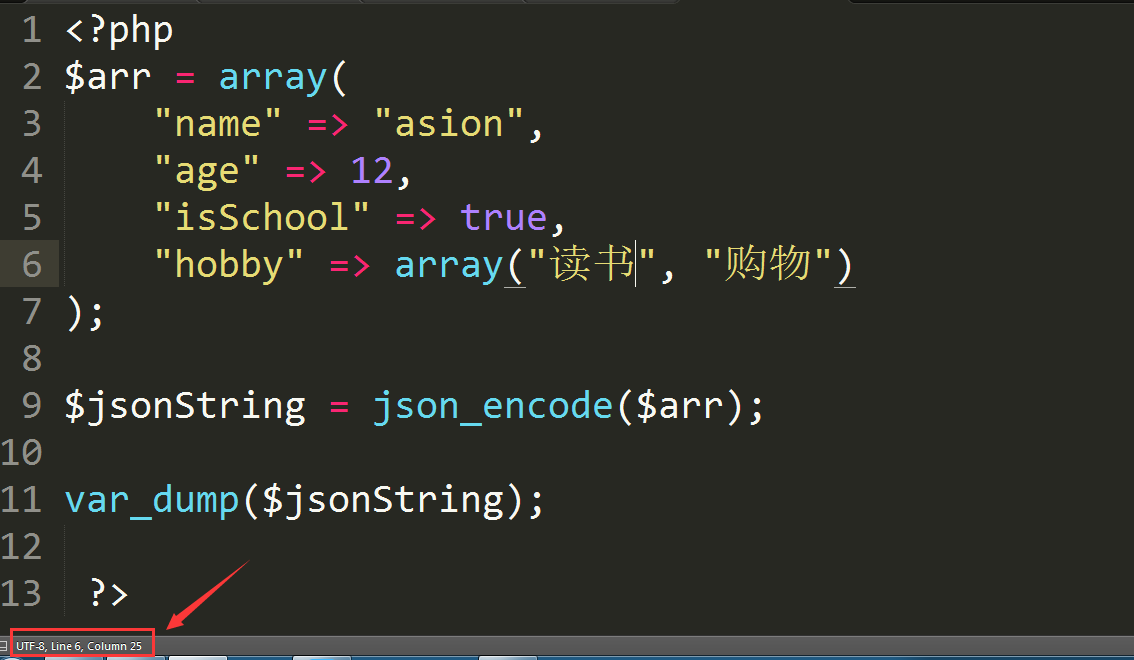 1 <?php
2 $arr = array(
3     "name" => "asion",
4     "age" => 12,
5     "isSchool" => true,
6     "hobby" => array("读书", "购物")
7 );
8
9 $jsonString = json_encode($arr);
10
11 var_dump($jsonString);
12
13  ?>
UTF-8, Line 6, Column 25